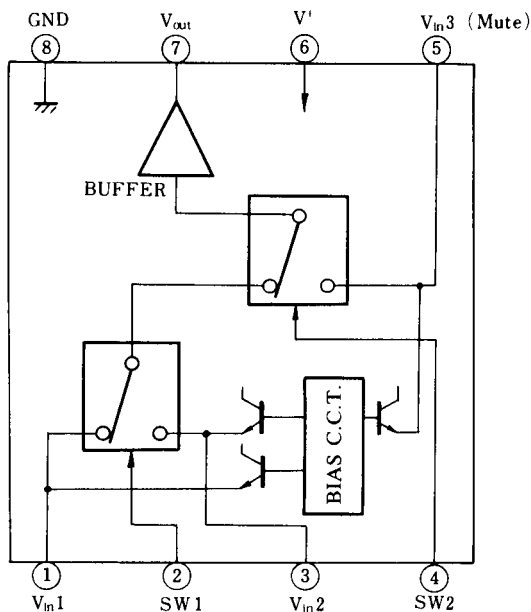 GND Vout V⁺ Vin3 (Mute)
8 7 6 5
BUFFER
BIAS C.C.T.
1 2 3 4
Vin1 SW1 Vin2 SW2